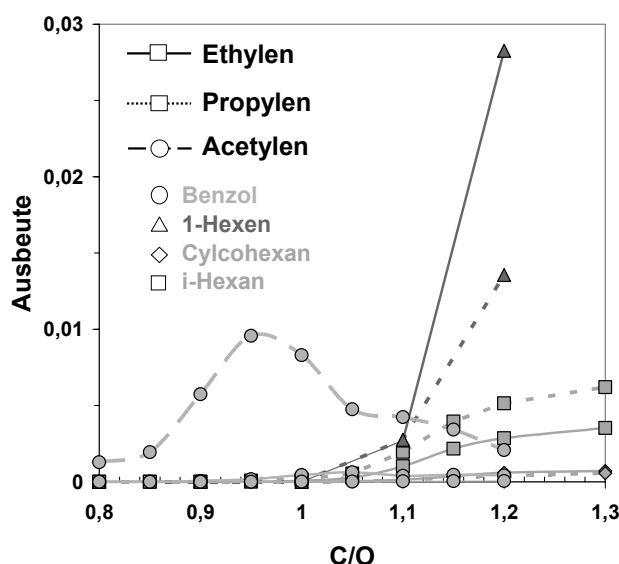 0,03
Ethylen
Propylen
Acetylen
0,02
Benzol
1-Hexen
Cylcohexan
i-Hexan
Ausbeute
0,01
0
0,8 0,9 1 1,1 1,2 1,3
C/O